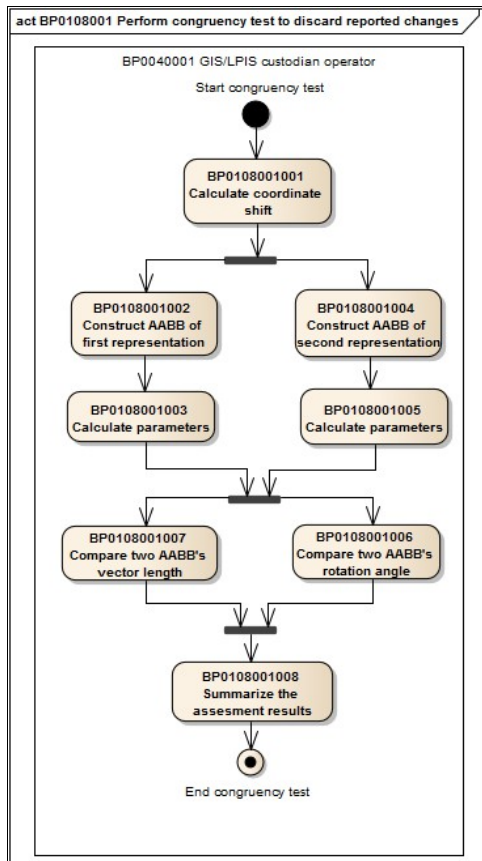 act BP0108001 Perform congruency test to discard reported changes
BP0040001 GIS/LPIS custodian operator
Start congruency test
BP0108001001
Calculate coordinate
shift
BP0108001002
Construct AABB of
first representation
BP0108001004
Construct AABB of
second representation
BP0108001003
Calculate parameters
BP0108001005
Calculate parameters
BP0108001007
Compare two AABB's
vector length
BP0108001006
Compare two AABB's
rotation angle
BP0108001008
Summarize the
assesment results
End congruency test